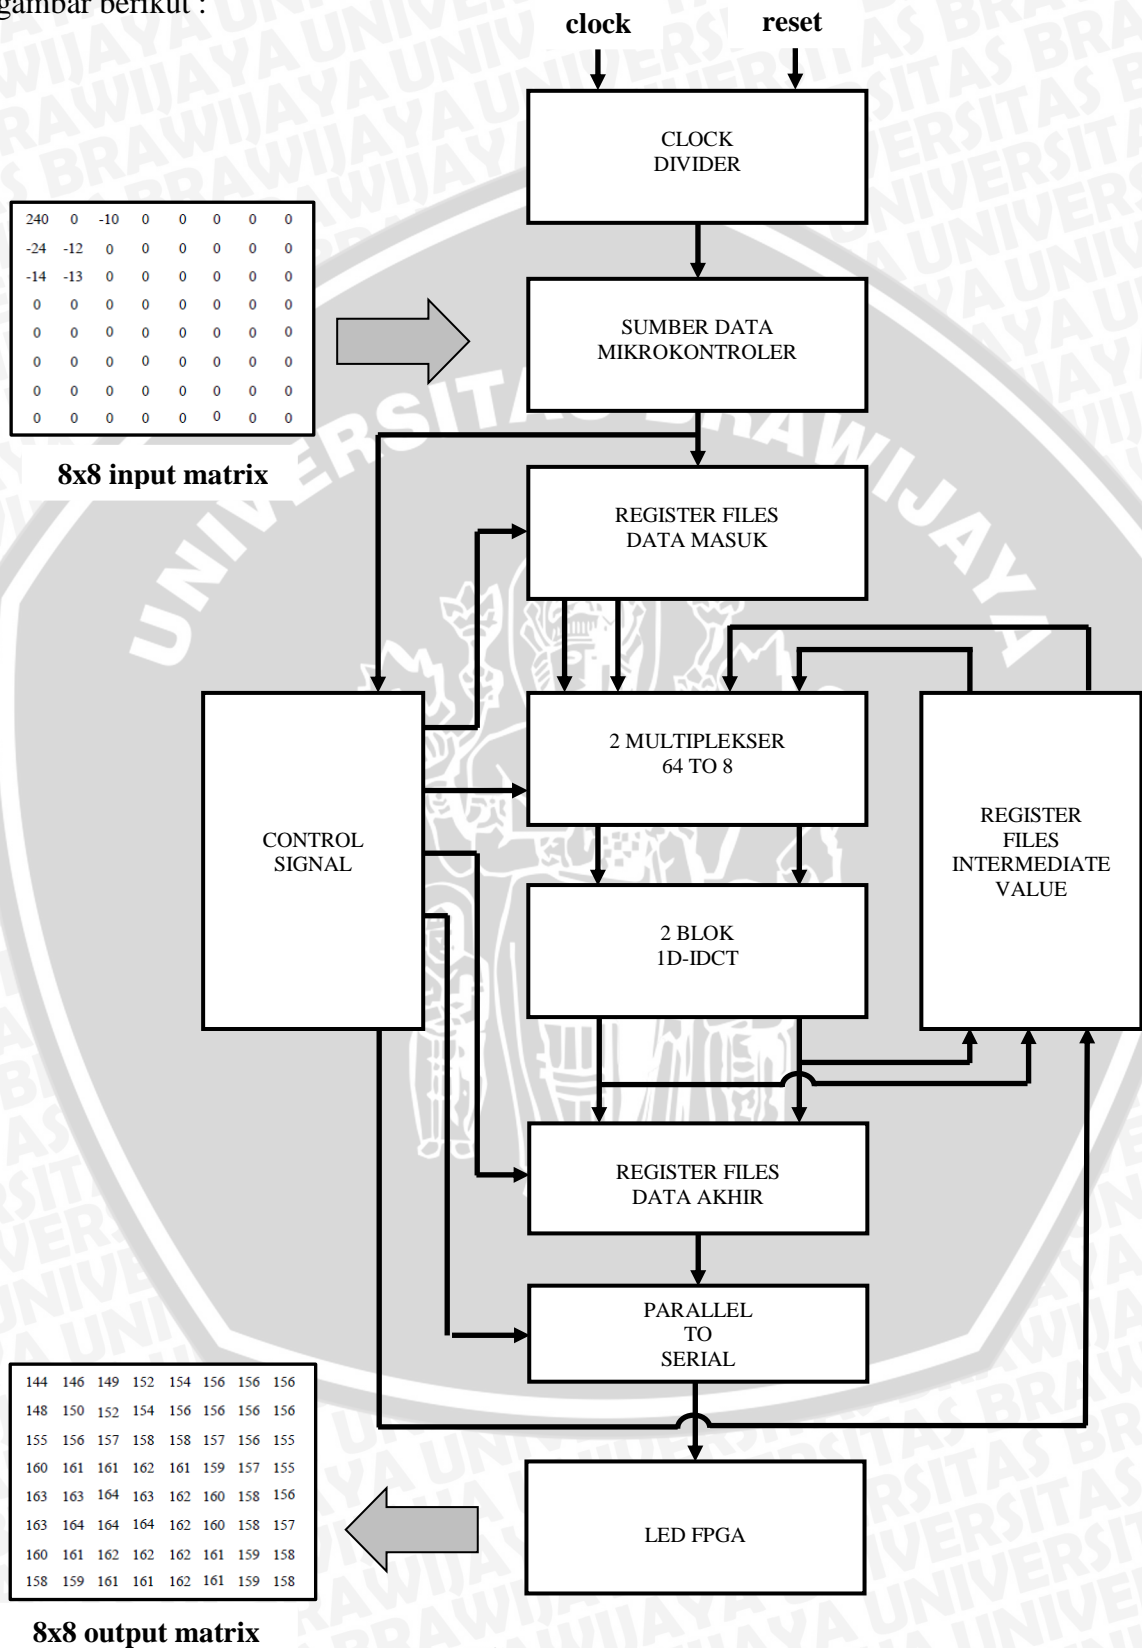 gambar berikut :
clock reset
CLOCK
DIVIDER
240 0 -10 0 0 0 0 0
-24 -12 0 0 0 0 0 0
-14 -13 0 0 0 0 0 0
0 0 0 0 0 0 0 0
0 0 0 0 0 0 0 0
0 0 0 0 0 0 0 0
0 0 0 0 0 0 0 0
0 0 0 0 0 0 0 0
8x8 input matrix
SUMBER DATA
MIKROKONTROLER
UNIVERSITAS BRAWIJAYA
REGISTER FILES
DATA MASUK
2 MULTIPLEKSER
64 TO 8
CONTROL
SIGNAL
REGISTER
FILES
INTERMEDIATE
VALUE
2 BLOK
1D-IDCT
REGISTER FILES
DATA AKHIR
PARALLEL
TO
SERIAL
144 146 149 152 154 156 156 156
148 150 152 154 156 156 156 156
155 156 157 158 158 157 156 155
160 161 161 162 161 159 157 155
163 163 164 163 162 160 158 156
163 164 164 164 162 160 158 157
160 161 162 162 162 161 159 158
158 159 161 161 162 161 159 158
8x8 output matrix
LED FPGA